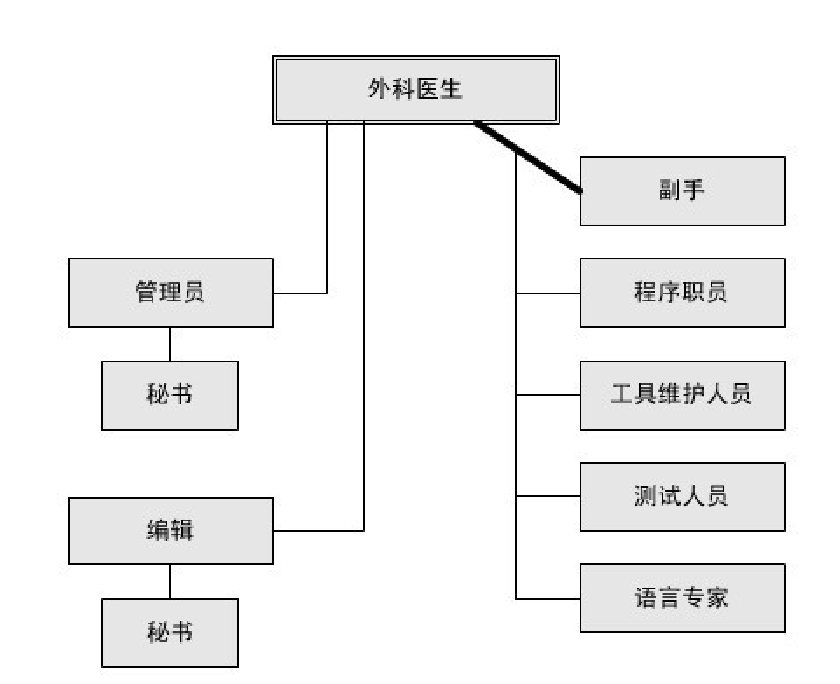 外科医生
副手
管理员
程序职员
秘书
工具维护人员
测试人员
编辑
语言专家
秘书